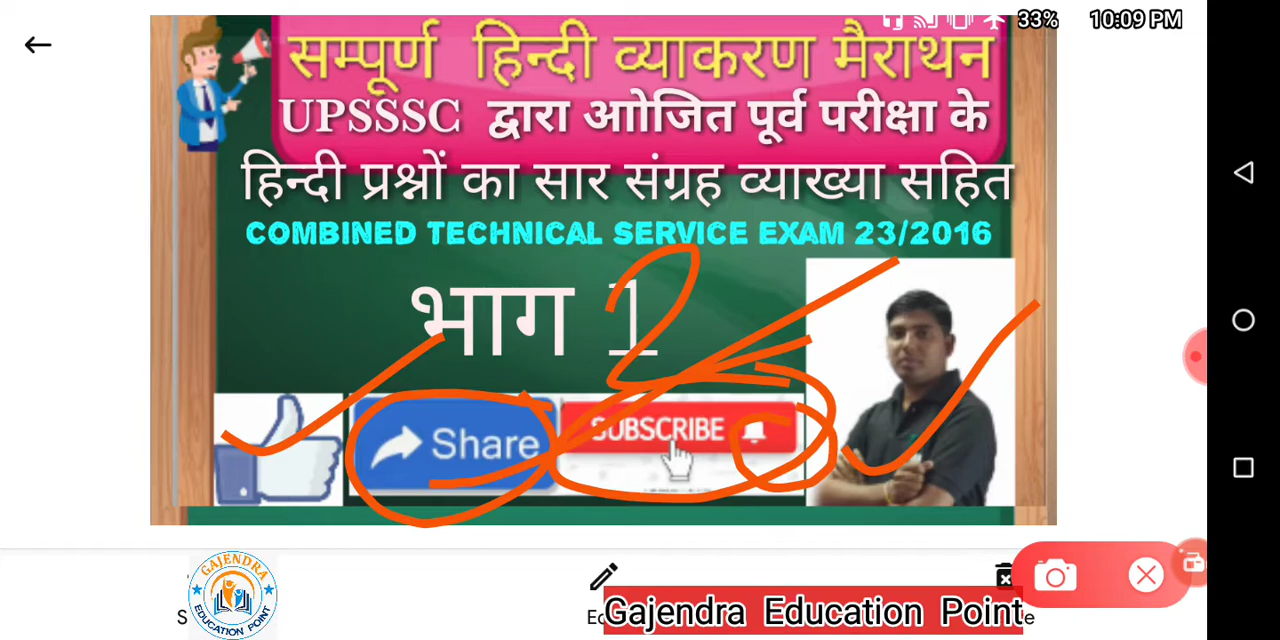 33% 10:09 PM
सम्पूर्ण हिन्दी व्याकरण मैराथन
UPSSSC द्वारा आोजित पूर्व परीक्षा के
हिन्दी प्रश्नों का सार संग्रह व्याख्या सहित
COMBINED TECHNICAL SERVICE EXAM 23/2016
भाग 1
2
Share
SUBSCRIBE
GAJENDRA
EDUCATION POINT
Gajendra Education Point